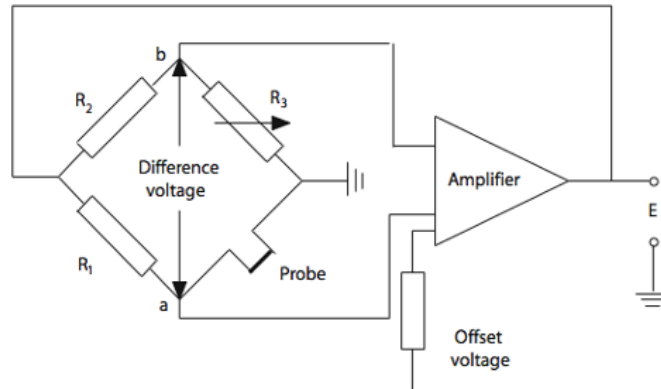 b
R2
R3
Difference
voltage
Amplifier
E
R1
Probe
a
Offset
voltage